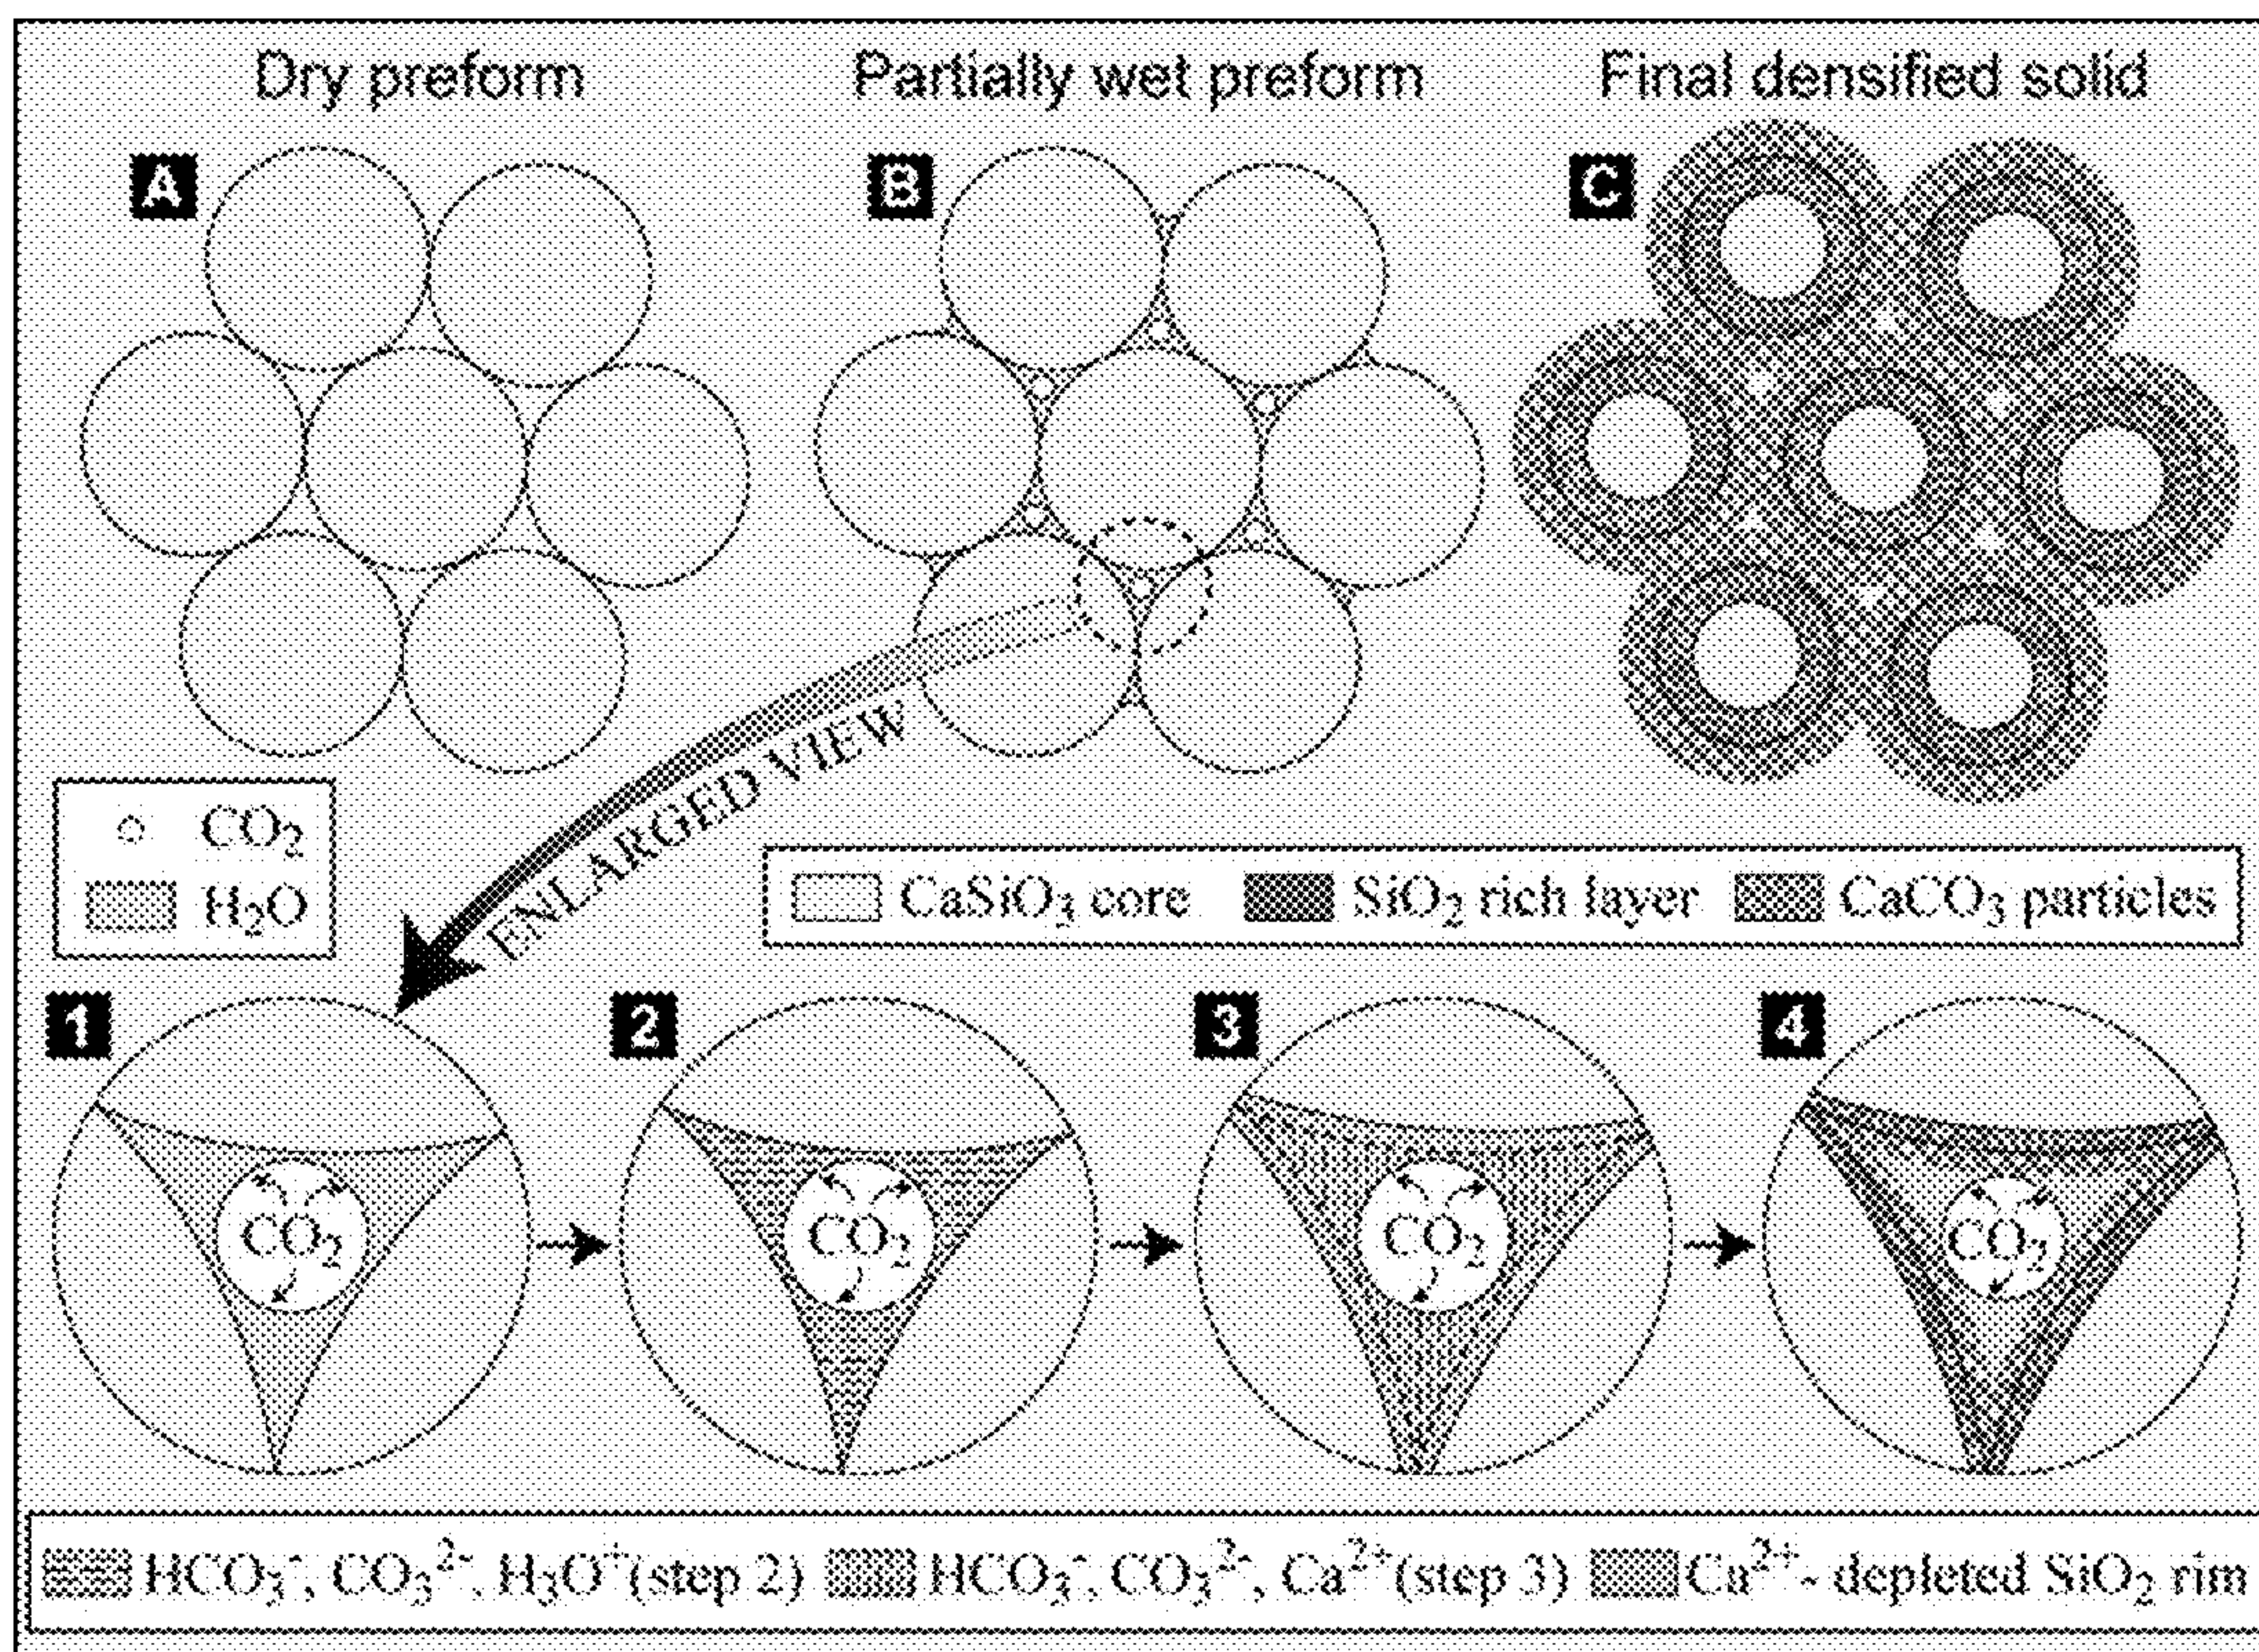 Dry preform
Partially wet preform
Final densified solid
A
B
C
CO₂
H₂O
ENLARGED VIEW
CaSiO₃ core
SiO₂ rich layer
CaCO₃ particles
1
2
3
4
CO₂
CO₂
CO₂
CO₂
HCO₃⁻, CO₃²⁻, H₃O⁺(step 2)
HCO₃⁻, CO₃²⁻, Ca²⁺(step 3)
Ca²⁺- depleted SiO₂ rim